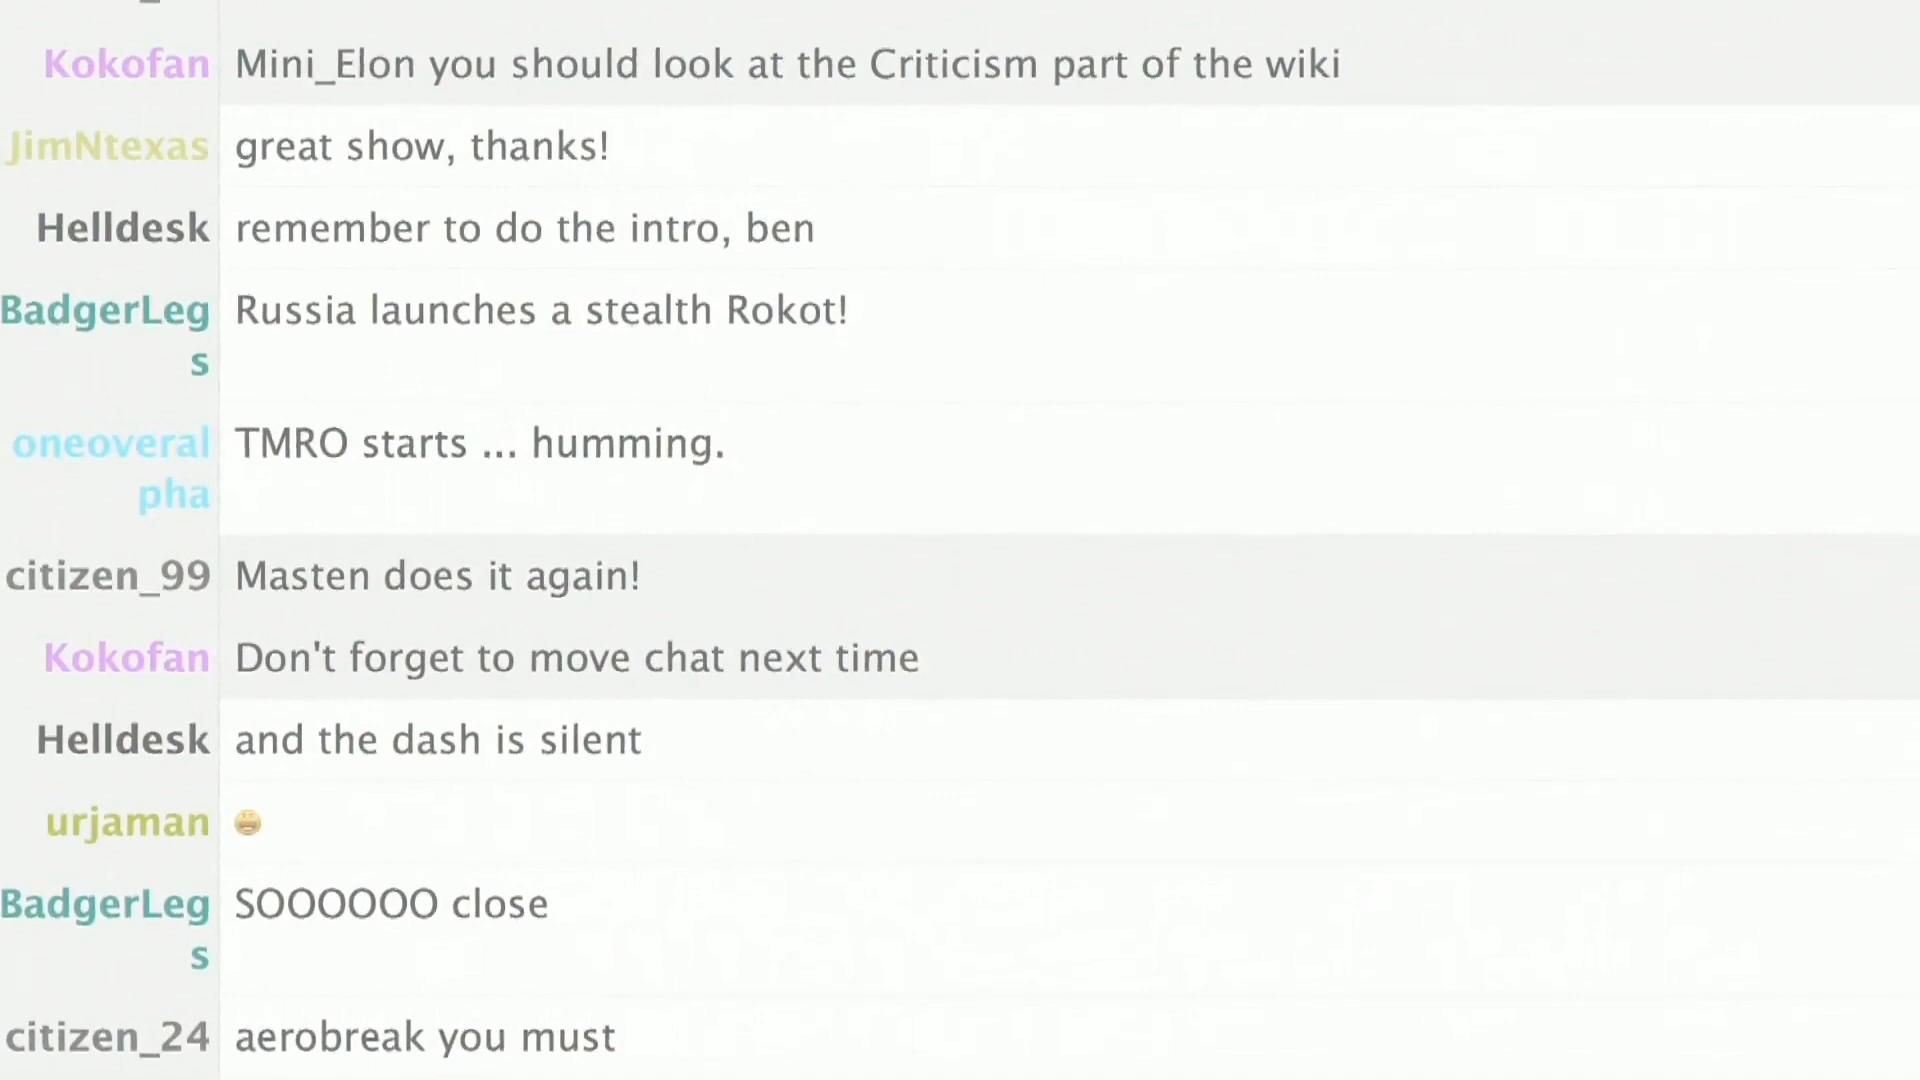 Kokofan Mini_Elon you should look at the Criticism part of the wiki
JimNtexas great show, thanks!
Helldesk remember to do the intro, ben
BadgerLeg Russia launches a stealth Rokot!
s
oneoveral TMRO starts ... humming.
pha
citizen_99 Masten does it again!
Kokofan Don't forget to move chat next time
Helldesk and the dash is silent
urjaman 😀
BadgerLeg SOOOOOO close
s
citizen_24 aerobreak you must